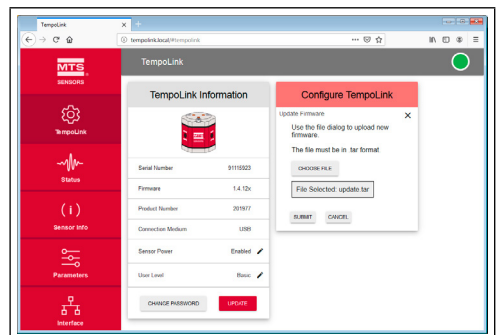 TempoLink
tempolink.local/#tempolink
MTS
SENSORS
TempoLink
TempoLink
Status
Sensor Info
Parameters
Interface
TempoLink Information
Serial Number 91115923
Firmware 1.4.12x
Product Number 201977
Connection Medium USB
Sensor Power Enabled
User Level Basic
CHANGE PASSWORD UPDATE
Configure TempoLink
Update Firmware
Use the file dialog to upload new
firmware.
The file must be in .tar format
CHOOSE FILE
File Selected: update.tar
SUBMIT CANCEL